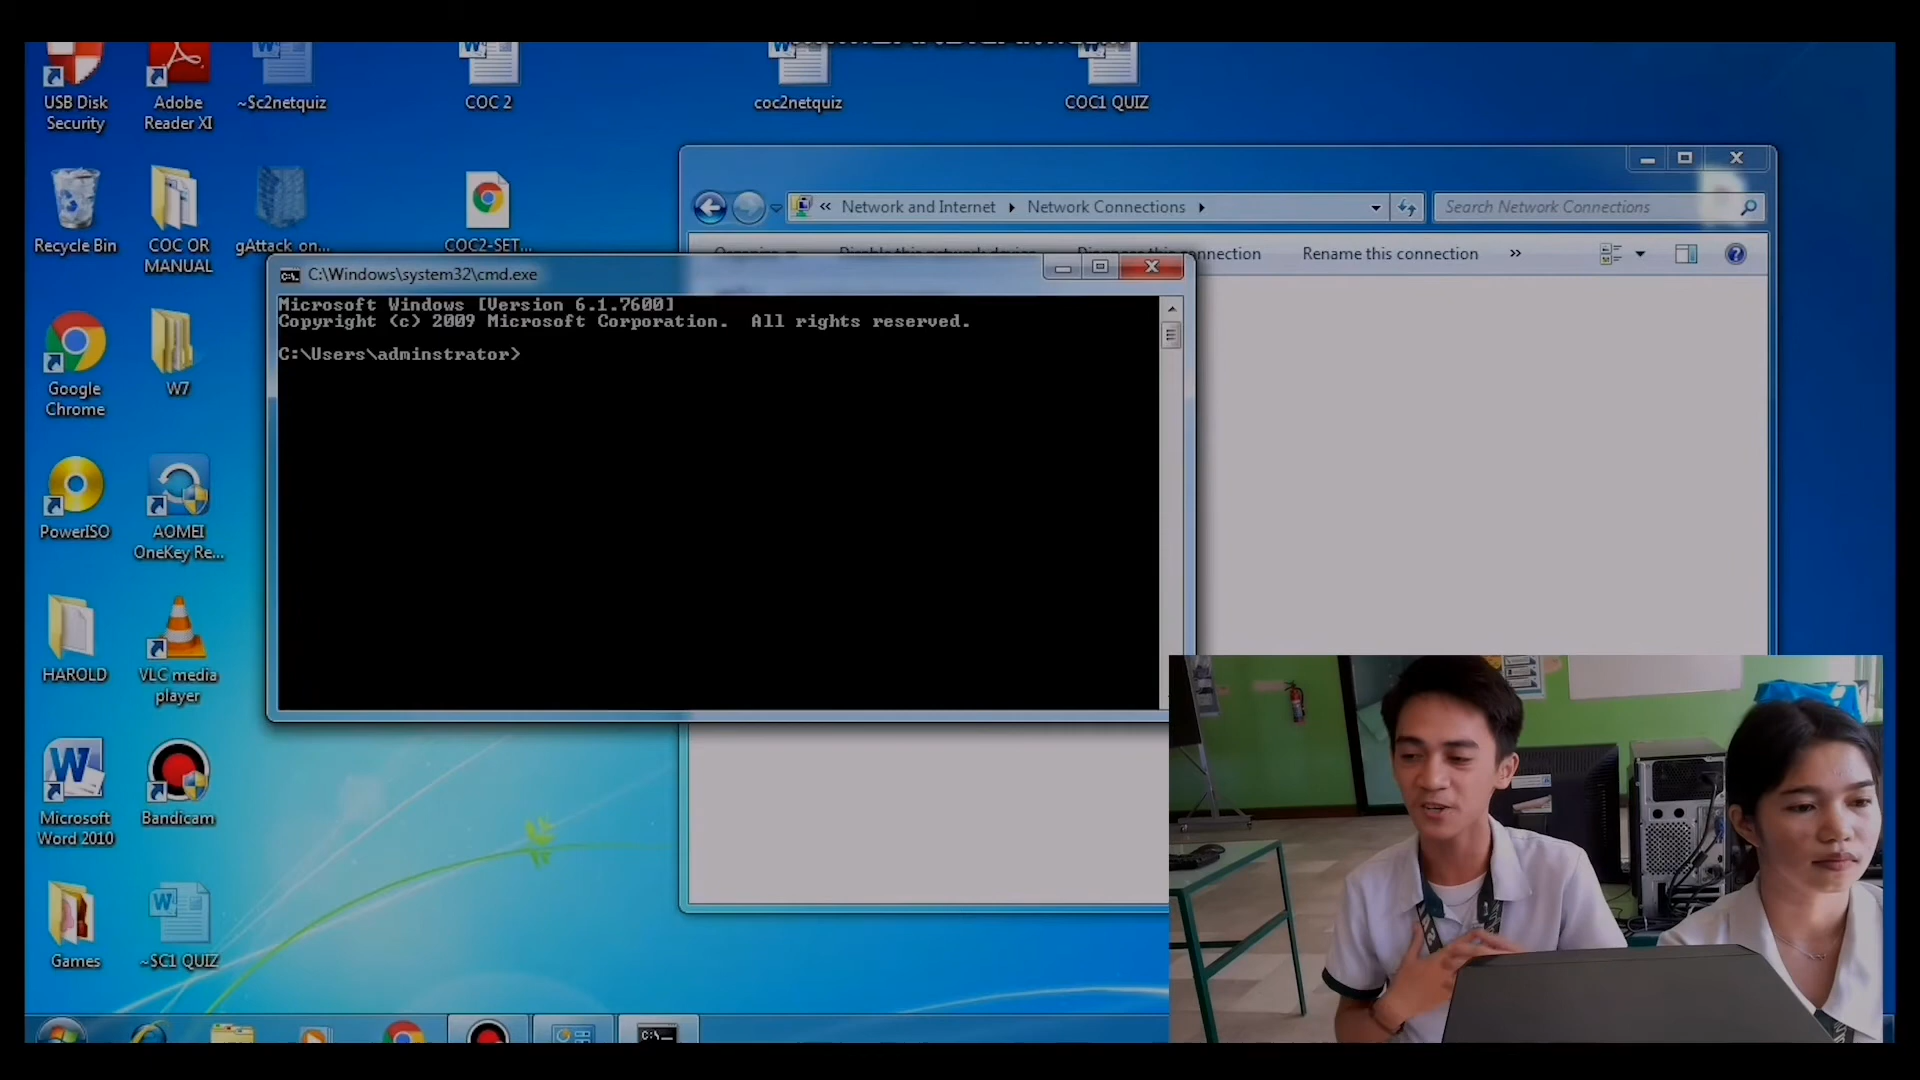 USB Disk
Security
Adobe
Reader XI
~Sc2netquiz
COC 2
coc2netquiz
COC1 QUIZ
Recycle Bin
COC OR
MANUAL
gAttack_on...
COC2-SET...
Network and Internet
Network Connections
Search Network Connections
Rename this connection
C:\Windows\system32\cmd.exe
Microsoft Windows [Version 6.1.7600]
Copyright (c) 2009 Microsoft Corporation.  All rights reserved.
C:\Users\adminstrator>
Google
Chrome
W7
PowerISO
AOMEI
OneKey Re...
HAROLD
VLC media
player
Microsoft
Word 2010
Bandicam
Games
~SC1 QUIZ